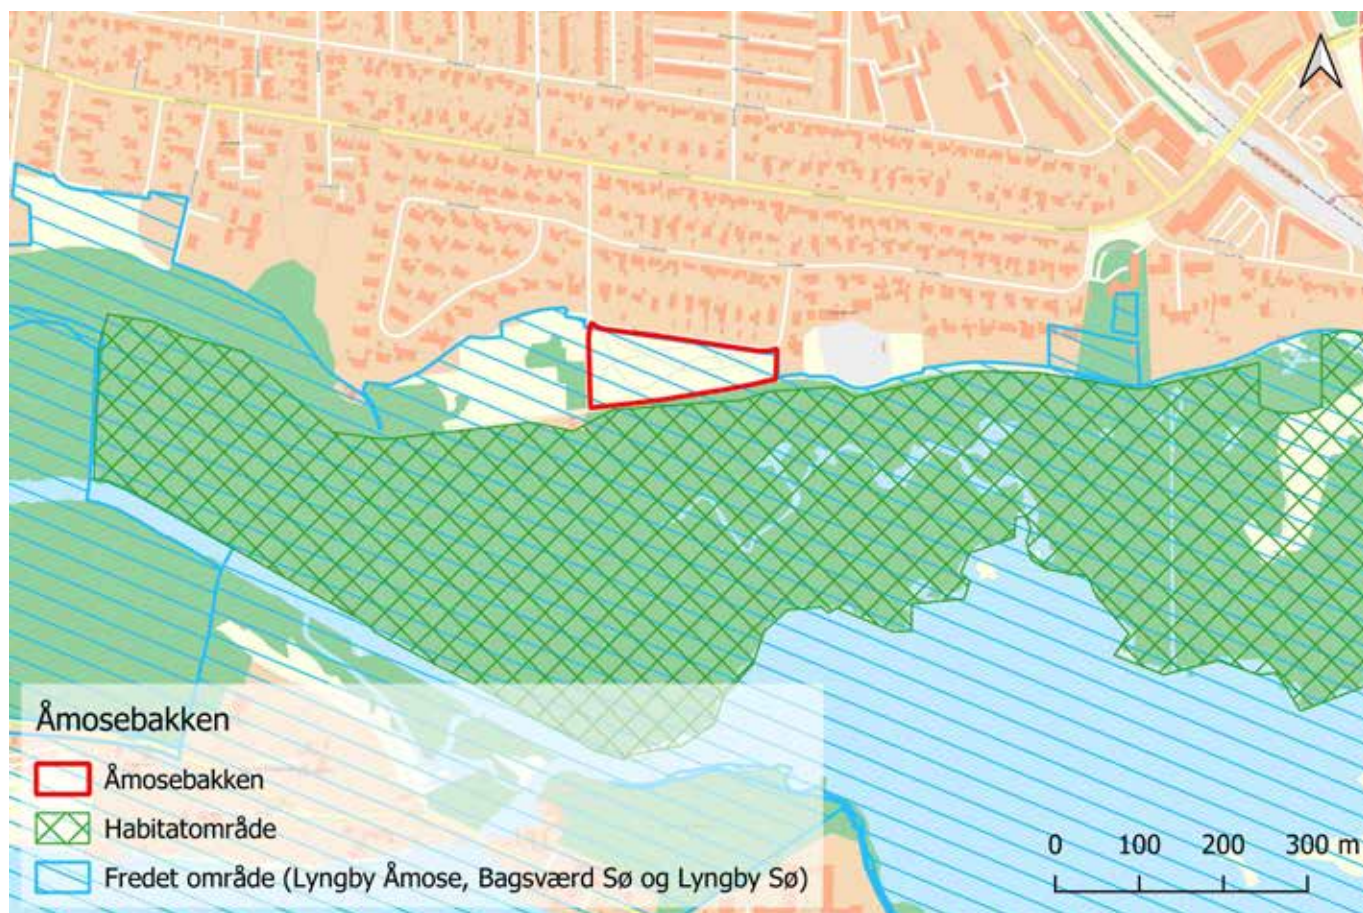 Åmosebakken
Åmosebakken
Habitatområde
Fredet område (Lyngby Åmose, Bagsværd Sø og Lyngby Sø)
0 100 200 300 m